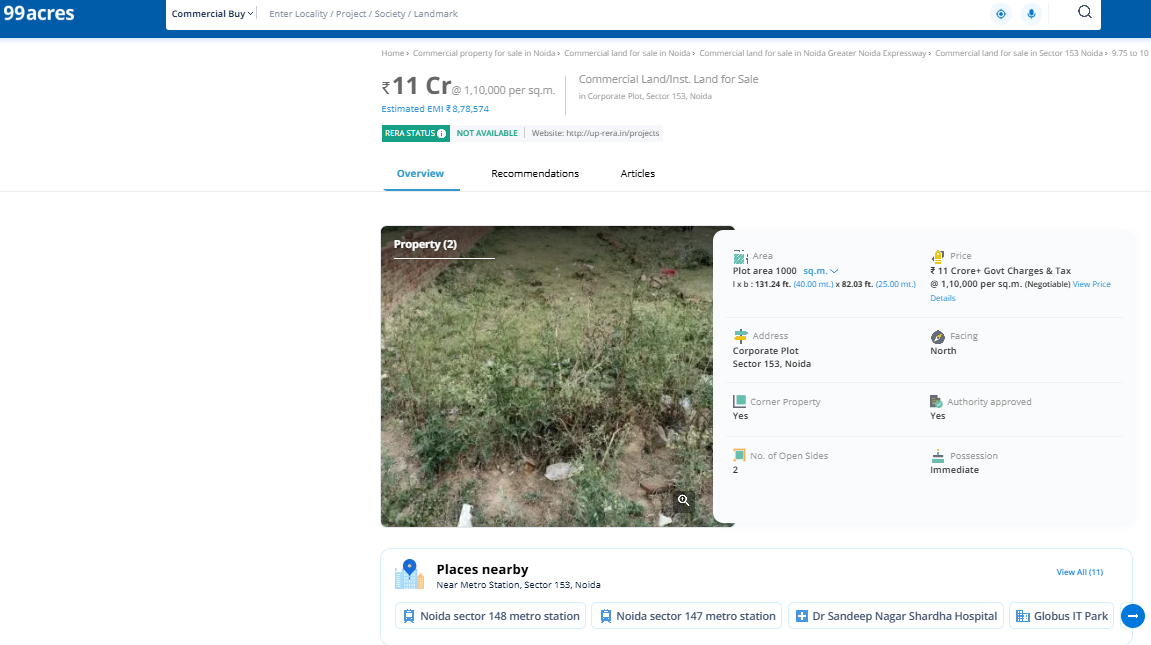 99acres
Commercial Buy
Enter Locality / Project / Society / Landmark
Home › Commercial property for sale in Noida › Commercial land for sale in Noida › Commercial land for sale in Noida Greater Noida Expressway › Commercial land for sale in Sector 153 Noida › 9.75 to 10
₹ 11 Cr @ 1,10,000 per sq.m.
Estimated EMI ₹ 8,78,574
Commercial Land/Inst. Land for Sale
in Corporate Plot, Sector 153, Noida
RERA STATUS NOT AVAILABLE Website: http://up-rera.in/projects
Overview Recommendations Articles
Property (2)
Area
Plot area 1000 sq.m.
l x b : 131.24 ft. (40.00 mt.) x 82.03 ft. (25.00 mt.)
Price
₹ 11 Crore+ Govt Charges & Tax
@ 1,10,000 per sq.m. (Negotiable) View Price
Details
Address
Corporate Plot
Sector 153, Noida
Facing
North
Corner Property
Yes
Authority approved
Yes
No. of Open Sides
2
Possession
Immediate
Places nearby
Near Metro Station, Sector 153, Noida
View All (11)
Noida sector 148 metro station
Noida sector 147 metro station
Dr Sandeep Nagar Shardha Hospital
Globus IT Park